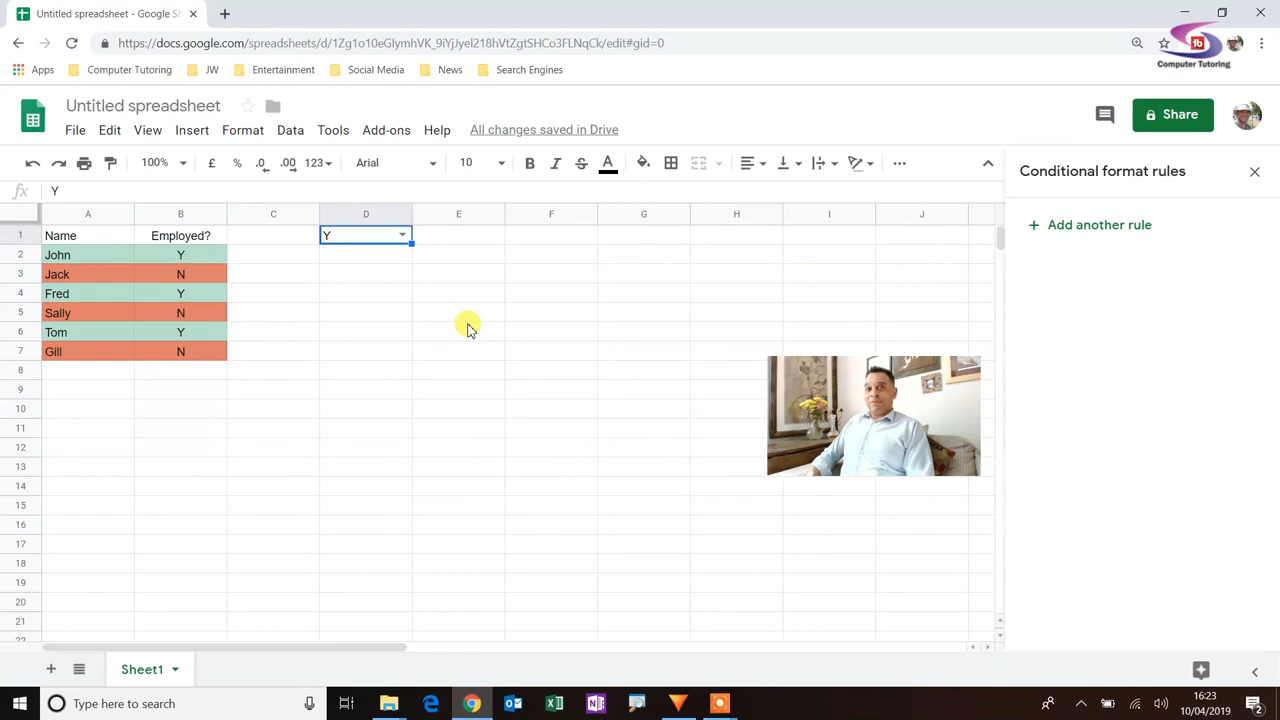 Untitled spreadsheet - Google Sh
https://docs.google.com/spreadsheets/d/1Zg1o10eGIymhVK_9iYjJyel2s1EhWW/tZgtSHCo3FLNqCk/edit#gid=0
Apps Computer Tutoring JW Entertainment Social Media News Search Engines
Computer Tutoring
Untitled spreadsheet
File Edit View Insert Format Data Tools Add-ons Help All changes saved in Drive
Share
100% £ % .0 .00 123 Arial 10 B I S A
Conditional format rules
fx Y
A B C D E F G H I J
Add another rule
1 Name Employed? Y
2 John Y
3 Jack N
4 Fred Y
5 Sally N
6 Tom Y
7 Gill N
8
9
10
11
12
13
14
15
16
17
18
19
20
21
Sheet1
Type here to search
16:23
10/04/2019
2